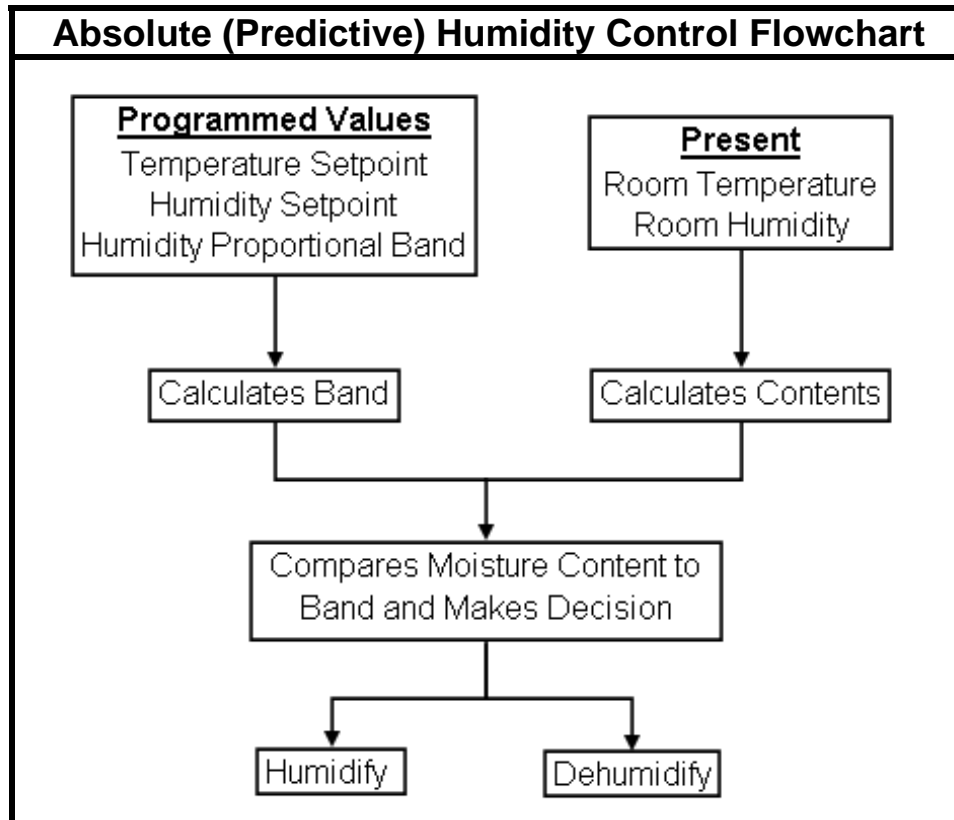 Absolute (Predictive) Humidity Control Flowchart
Programmed Values
Temperature Setpoint
Humidity Setpoint
Humidity Proportional Band
Present
Room Temperature
Room Humidity
Calculates Band
Calculates Contents
Compares Moisture Content to
Band and Makes Decision
Humidify
Dehumidify